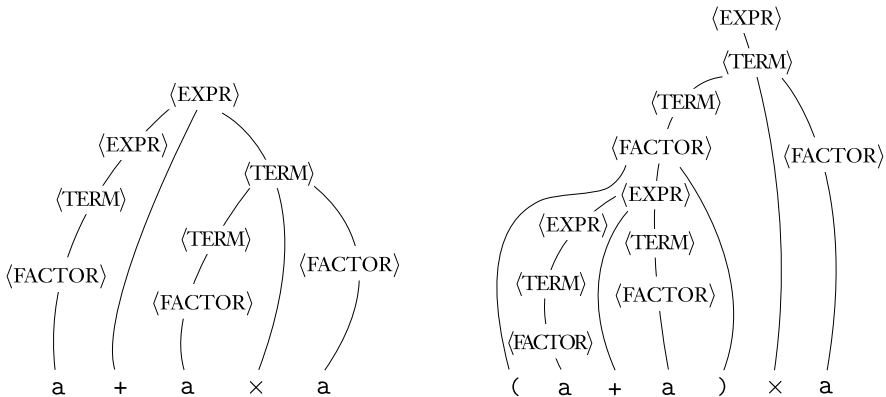 ⟨EXPR⟩
⟨EXPR⟩
⟨TERM⟩
⟨TERM⟩
⟨TERM⟩
⟨FACTOR⟩
⟨FACTOR⟩
⟨FACTOR⟩
a + a × a
⟨EXPR⟩
⟨TERM⟩
⟨TERM⟩
⟨FACTOR⟩ ⟨FACTOR⟩
⟨EXPR⟩
⟨EXPR⟩
⟨TERM⟩
⟨TERM⟩
⟨FACTOR⟩
⟨FACTOR⟩
( a + a ) × a